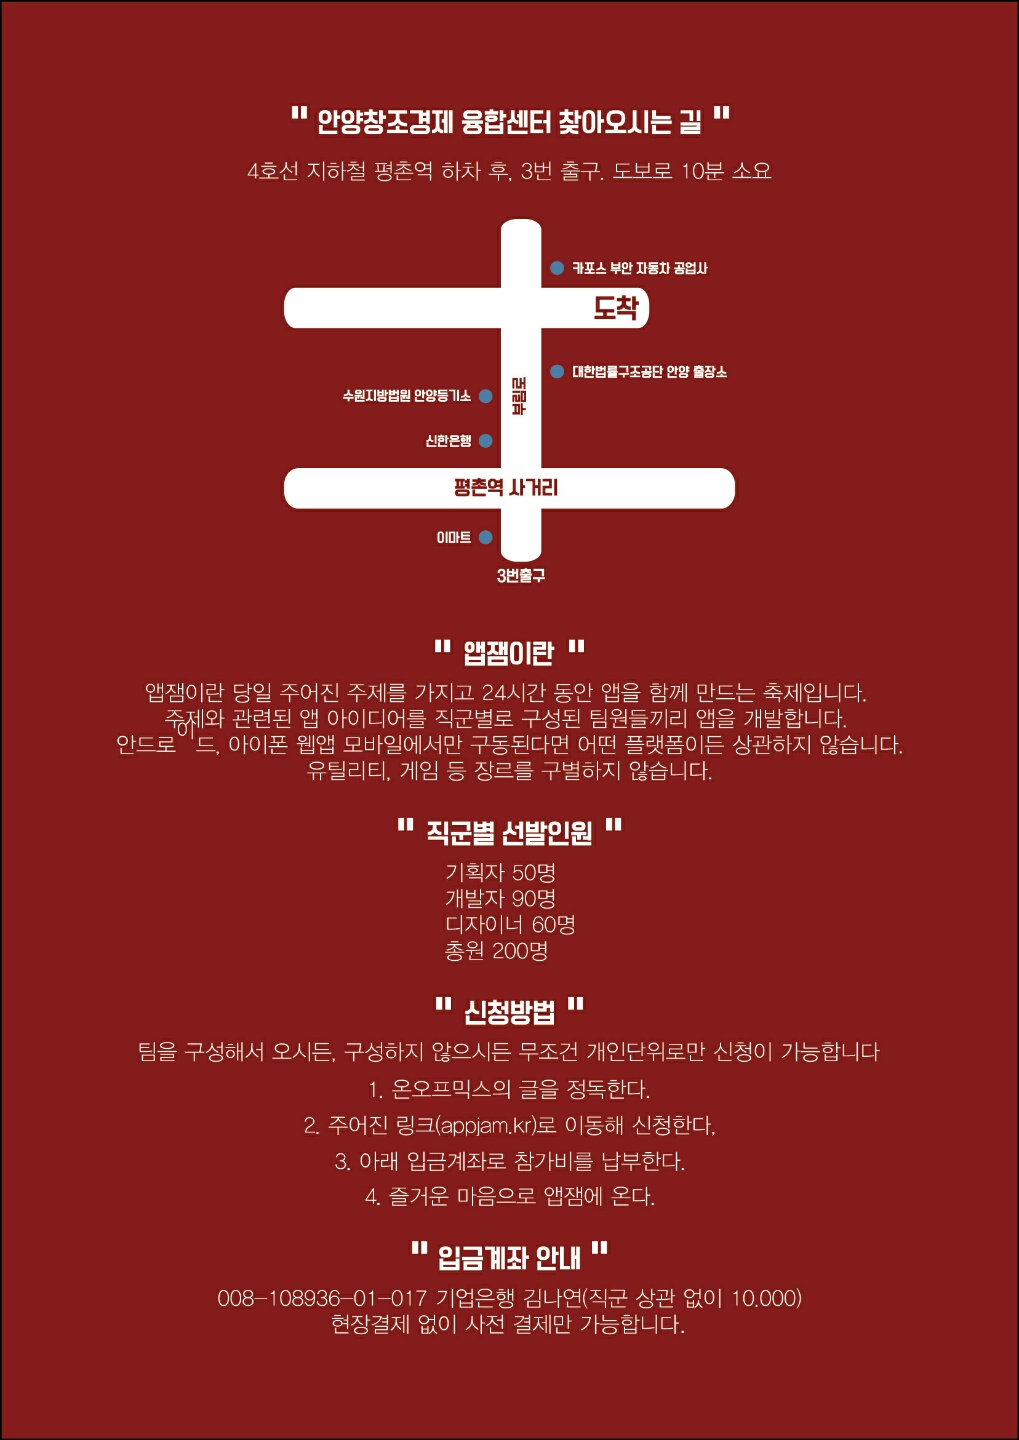 " 안양창조경제 융합센터 찾아오시는 길 "
4호선 지하철 평촌역 하차 후, 3번 출구. 도보로 10분 소요
카포스 부안 자동차 공업사
도착
대한법률구조공단 안양 출장소
부림로
수원지방법원 안양등기소
신한은행
평촌역 사거리
이마트
3번출구
" 앱잼이란 "
앱잼이란 당일 주어진 주제를 가지고 24시간 동안 앱을 함께 만드는 축제입니다.
주제와 관련된 앱 아이디어를 직군별로 구성된 팀원들끼리 앱을 개발합니다.
안드로이드, 아이폰 웹앱 모바일에서만 구동된다면 어떤 플랫폼이든 상관하지 않습니다.
유틸리티, 게임 등 장르를 구별하지 않습니다.
" 직군별 선발인원 "
기획자 50명
개발자 90명
디자이너 60명
총원 200명
" 신청방법 "
팀을 구성해서 오시든, 구성하지 않으시든 무조건 개인단위로만 신청이 가능합니다
1. 온오프믹스의 글을 정독한다.
2. 주어진 링크(appjam.kr)로 이동해 신청한다,
3. 아래 입금계좌로 참가비를 납부한다.
4. 즐거운 마음으로 앱잼에 온다.
" 입금계좌 안내 "
008-108936-01-017 기업은행 김나연(직군 상관 없이 10.000)
현장결제 없이 사전 결제만 가능합니다.